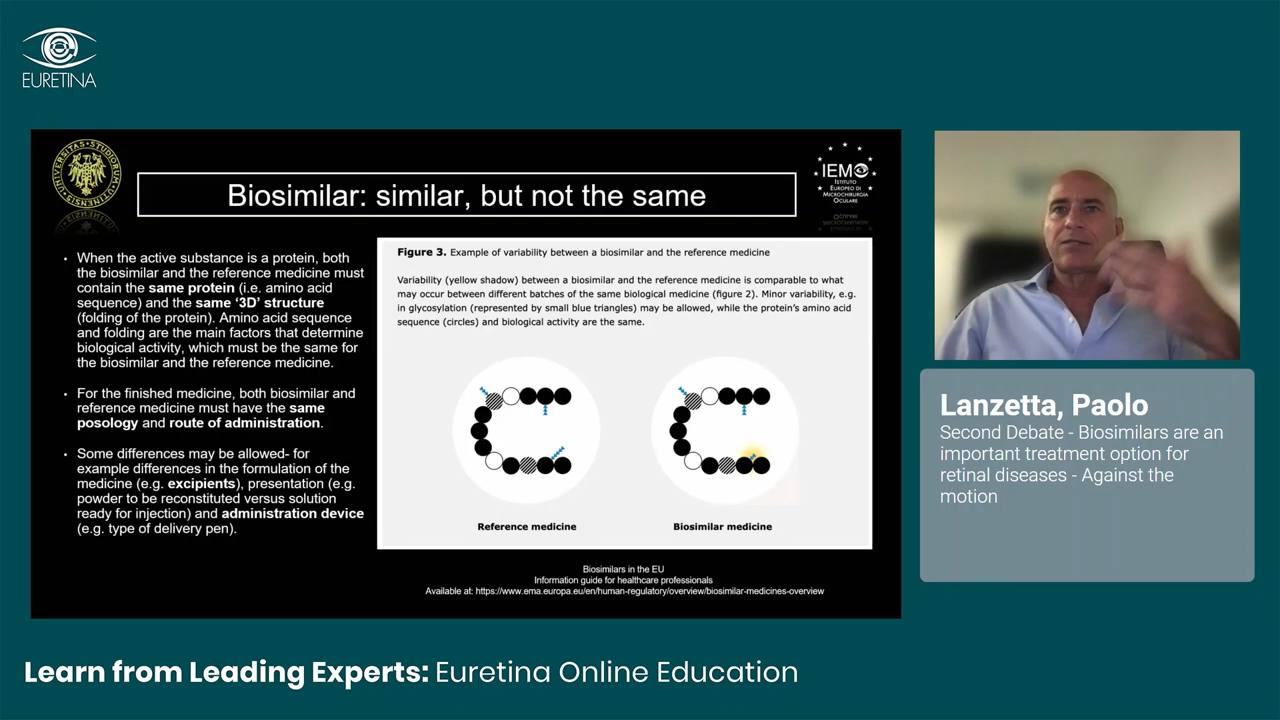 EURETINA
UNIVERSITAS·STUDIORUM
UTINENSIS
IEMO
Istituto
Europeo di
Microchirurgia
Oculare
Biosimilar: similar, but not the same
• When the active substance is a protein, both
the biosimilar and the reference medicine must
contain the same protein (i.e. amino acid
sequence) and the same ‘3D’ structure
(folding of the protein). Amino acid sequence
and folding are the main factors that determine
biological activity, which must be the same for
the biosimilar and the reference medicine.
• For the finished medicine, both biosimilar and
reference medicine must have the same
posology and route of administration.
• Some differences may be allowed- for
example differences in the formulation of the
medicine (e.g. excipients), presentation (e.g.
powder to be reconstituted versus solution
ready for injection) and administration device
(e.g. type of delivery pen).
Figure 3. Example of variability between a biosimilar and the reference medicine
Variability (yellow shadow) between a biosimilar and the reference medicine is comparable to what
may occur between different batches of the same biological medicine (figure 2). Minor variability, e.g.
in glycosylation (represented by small blue triangles) may be allowed, while the protein’s amino acid
sequence (circles) and biological activity are the same.
Reference medicine
Biosimilar medicine
Biosimilars in the EU
Information guide for healthcare professionals
Available at: https://www.ema.europa.eu/en/human-regulatory/overview/biosimilar-medicines-overview
Lanzetta, Paolo
Second Debate - Biosimilars are an
important treatment option for
retinal diseases - Against the
motion
Learn from Leading Experts: Euretina Online Education